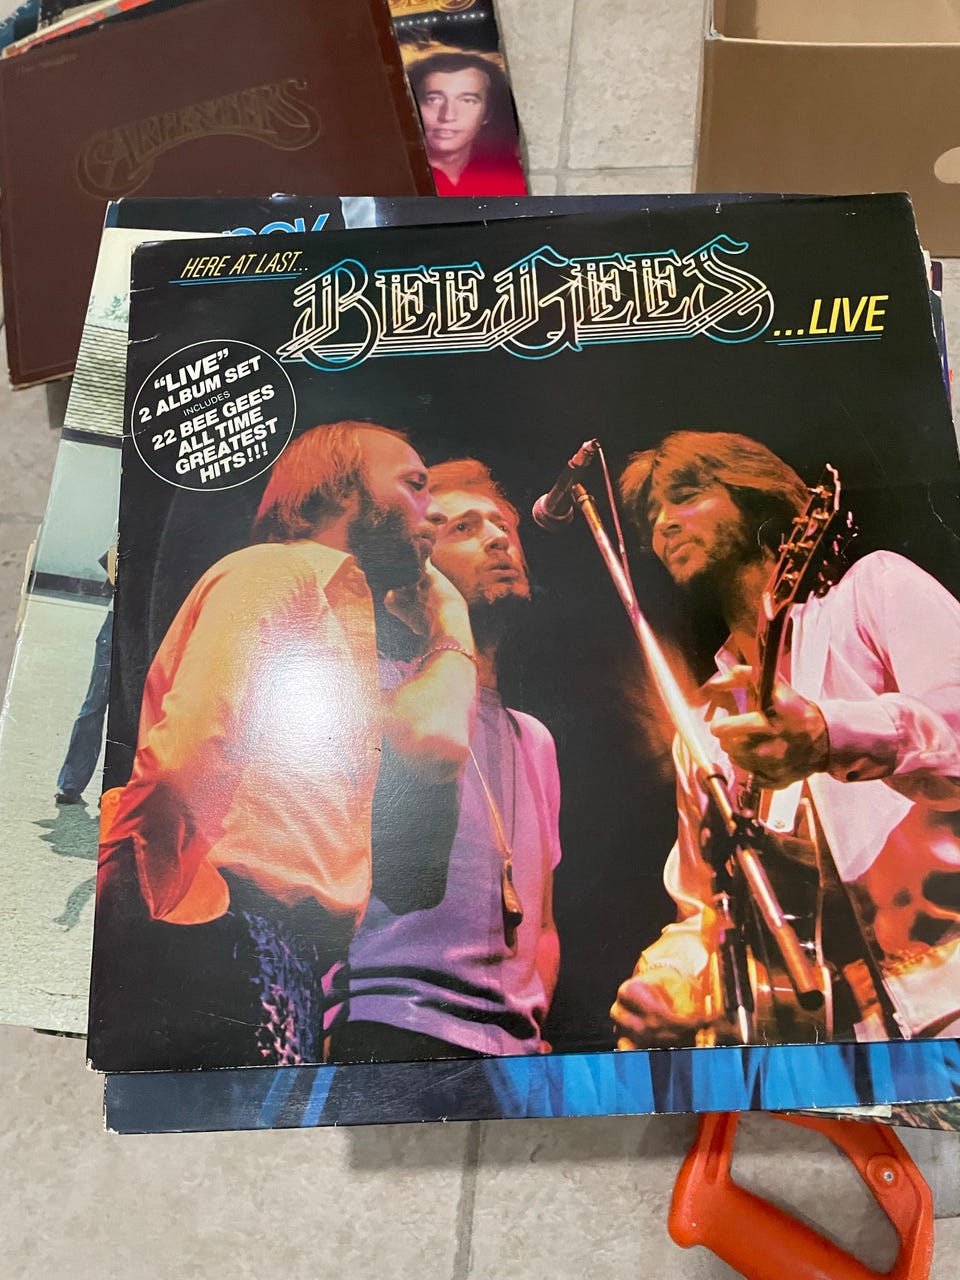 CARPENTERS
HERE AT LAST...
BEE GEES
...LIVE
"LIVE"
2 ALBUM SET
INCLUDES
22 BEE GEES
ALL TIME
GREATEST
HITS!!!